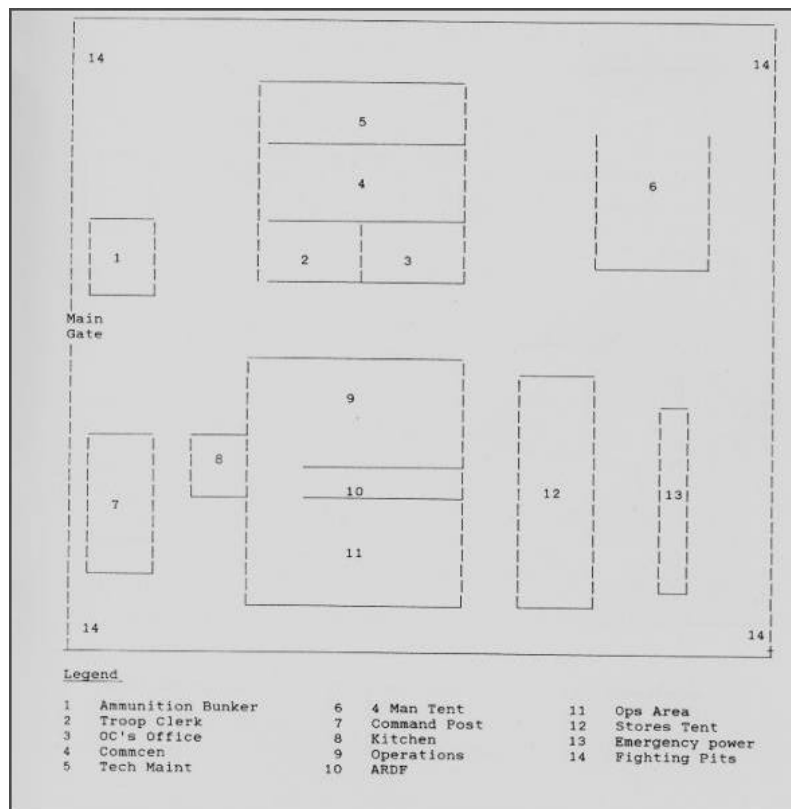 14
14
5
4
6
1
2
3
Main
Gate
9
8
10
12
13
7
11
14
14
Legend
1 Ammunition Bunker
2 Troop Clerk
3 OC's Office
4 Commcen
5 Tech Maint
6 4 Man Tent
7 Command Post
8 Kitchen
9 Operations
10 ARDF
11 Ops Area
12 Stores Tent
13 Emergency power
14 Fighting Pits